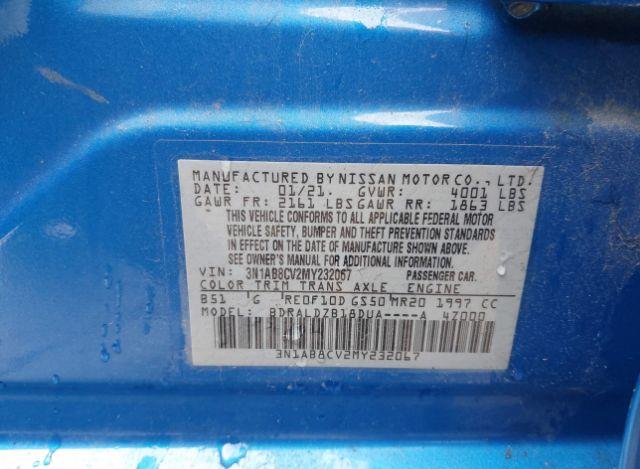 MANUFACTURED BY NISSAN MOTOR CO., LTD.
DATE: 01/21. GVWR: 4001 LBS
GAWR FR: 2161 LBS GAWR RR: 1863 LBS
THIS VEHICLE CONFORMS TO ALL APPLICABLE FEDERAL MOTOR
VEHICLE SAFETY, BUMPER AND THEFT PREVENTION STANDARDS
IN EFFECT ON THE DATE OF MANUFACTURE SHOWN ABOVE.
SEE OWNER'S MANUAL FOR MORE INFORMATION.
VIN: 3N1AB8CV2MY232067 PASSENGER CAR.
COLOR TRIM TRANS AXLE ENGINE
B51 G RE0F10D GS50 MR20 1997 CC
MODEL: BDRALDZB18DUA----A 4Z000
3N1AB8CV2MY232067